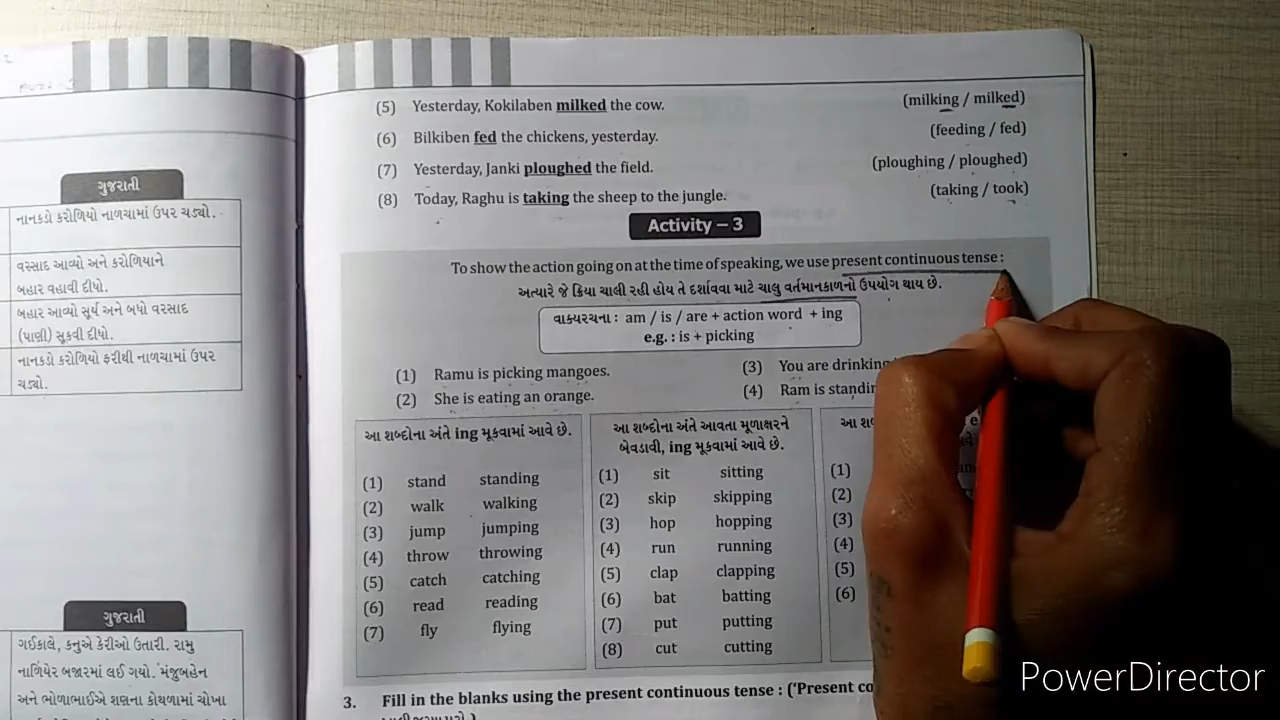 ગુજરાતી
નાનકડો કરોળિયો નાળચામાં ઉપર ચડ્યો.
વરસાદ આવ્યો અને કરોળિયાને
બહાર વહાવી દીધો.
બહાર આવ્યો સૂર્ય અને બધો વરસાદ
(પાણી) સૂકવી દીધો.
નાનકડો કરોળિયો ફરીથી નાળચામાં ઉપર
ચડ્યો.
ગુજરાતી
ગઈકાલે, કનુએ કેરીઓ ઉતારી. રામુ
નાળિયેર બજારમાં લઈ ગયો. મંજુબહેન
અને ભોળાભાઈએ શણના કોથળામાં ચોખા
(5) Yesterday, Kokilaben milked the cow. (milking / milked)
(6) Bilkiben fed the chickens, yesterday. (feeding / fed)
(7) Yesterday, Janki ploughed the field. (ploughing / ploughed)
(8) Today, Raghu is taking the sheep to the jungle. (taking / took)
Activity – 3
To show the action going on at the time of speaking, we use present continuous tense :
અત્યારે જે ક્રિયા ચાલી રહી હોય તે દર્શાવવા માટે ચાલુ વર્તમાનકાળનો ઉપયોગ થાય છે.
વાક્યરચના : am / is / are + action word + ing
e.g. : is + picking
(1) Ramu is picking mangoes.
(2) She is eating an orange.
(3) You are drinking
(4) Ram is standin
આ શબ્દોના અંતે ing મૂકવામાં આવે છે.
(1) stand standing
(2) walk walking
(3) jump jumping
(4) throw throwing
(5) catch catching
(6) read reading
(7) fly flying
આ શબ્દોના અંતે આવતા મૂળાક્ષરને
બેવડાવી, ing મૂકવામાં આવે છે.
(1) sit sitting
(2) skip skipping
(3) hop hopping
(4) run running
(5) clap clapping
(6) bat batting
(7) put putting
(8) cut cutting
આ શબ
(1)
(2)
(3)
(4)
(5)
(6)
3. Fill in the blanks using the present continuous tense : ('Present co
PowerDirector